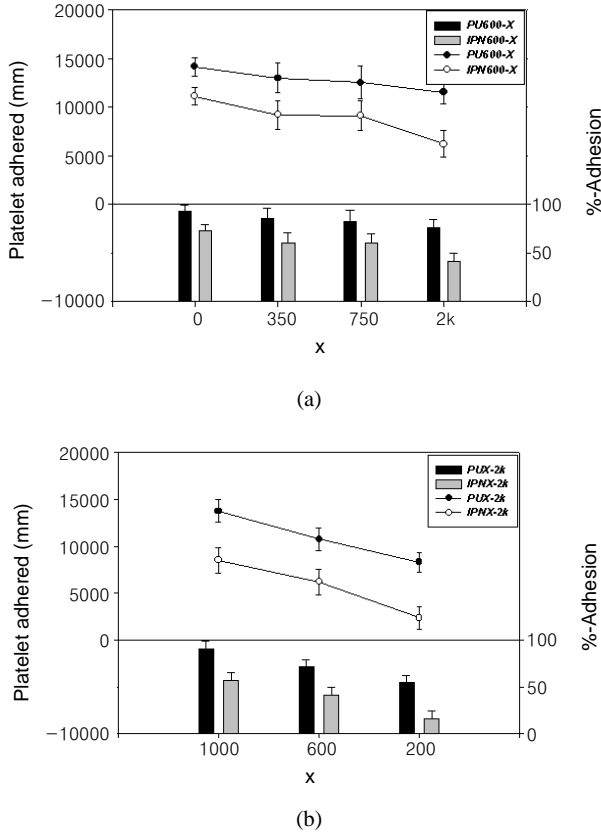 20000
15000
10000
5000
0
−10000
Platelet adhered (mm)
PU600-X
IPN600-X
PU600-X
IPN600-X
100
50
0
%-Adhesion
0 350 750 2k
x
(a)
20000
15000
10000
5000
0
−10000
Platelet adhered (mm)
PUX-2k
IPNX-2k
PUX-2k
IPNX-2k
100
50
0
%-Adhesion
1000 600 200
x
(b)